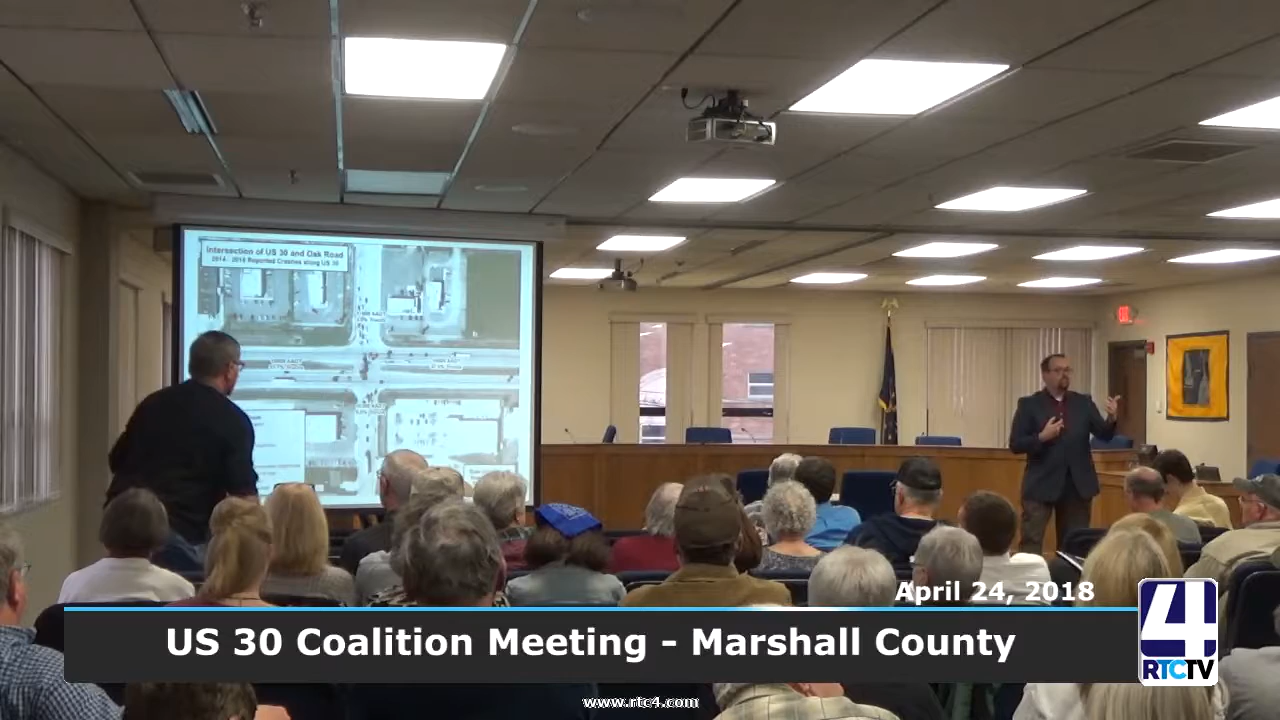 Intersection of US 30 and Oak Road
2014 - 2016 Reported Crashes along US 30
April 24, 2018
US 30 Coalition Meeting - Marshall County
4
RTCTV
www.rtc4.com